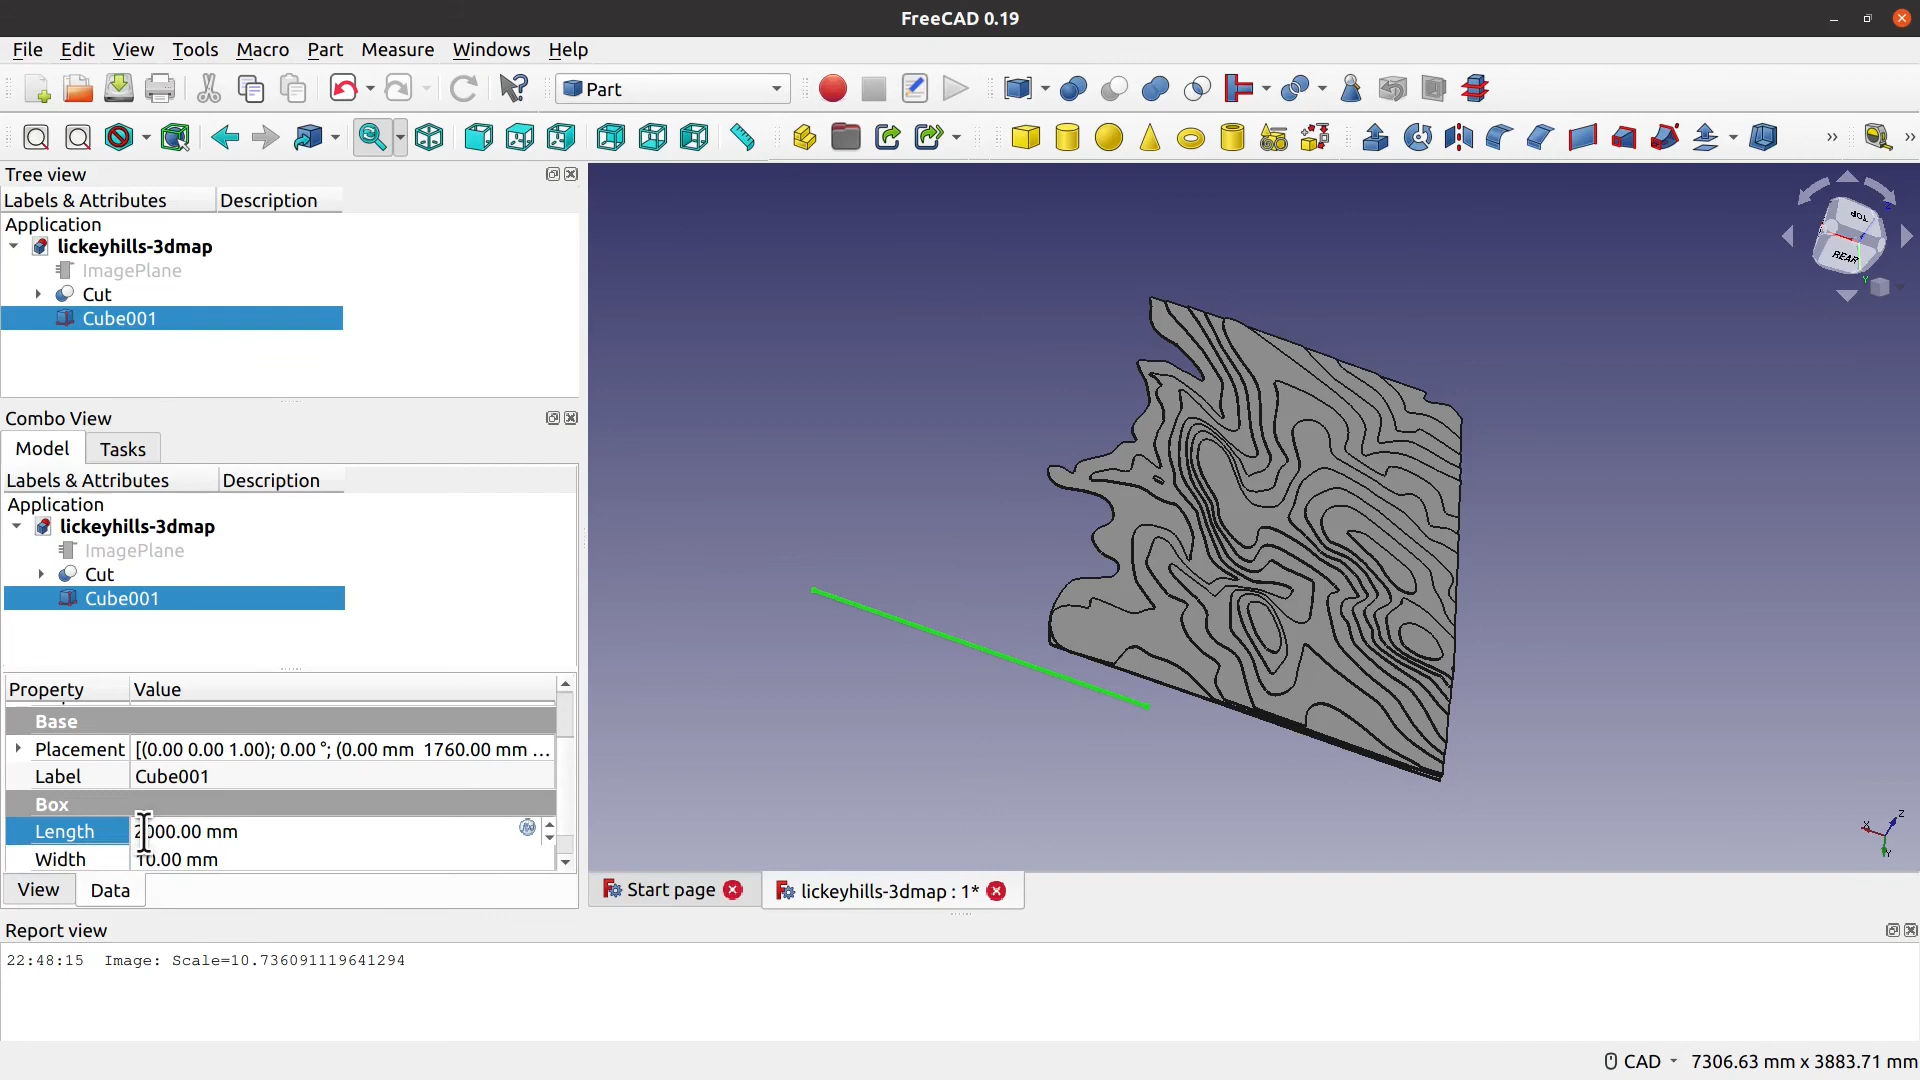 FreeCAD 0.19
File Edit View Tools Macro Part Measure Windows Help
Part
Tree view
Labels & Attributes Description
Application
lickeyhills-3dmap
ImagePlane
Cut
Cube001
Combo View
Model Tasks
Labels & Attributes Description
Application
lickeyhills-3dmap
ImagePlane
Cut
Cube001
Property Value
Base
Placement [(0.00 0.00 1.00); 0.00 °; (0.00 mm 1760.00 mm ...
Label Cube001
Box
Length 2000.00 mm
Width 10.00 mm
View Data
TOP
REAR
X
Z
Y
Start page
lickeyhills-3dmap : 1*
Report view
22:48:15 Image: Scale=10.736091119641294
CAD 7306.63 mm x 3883.71 mm